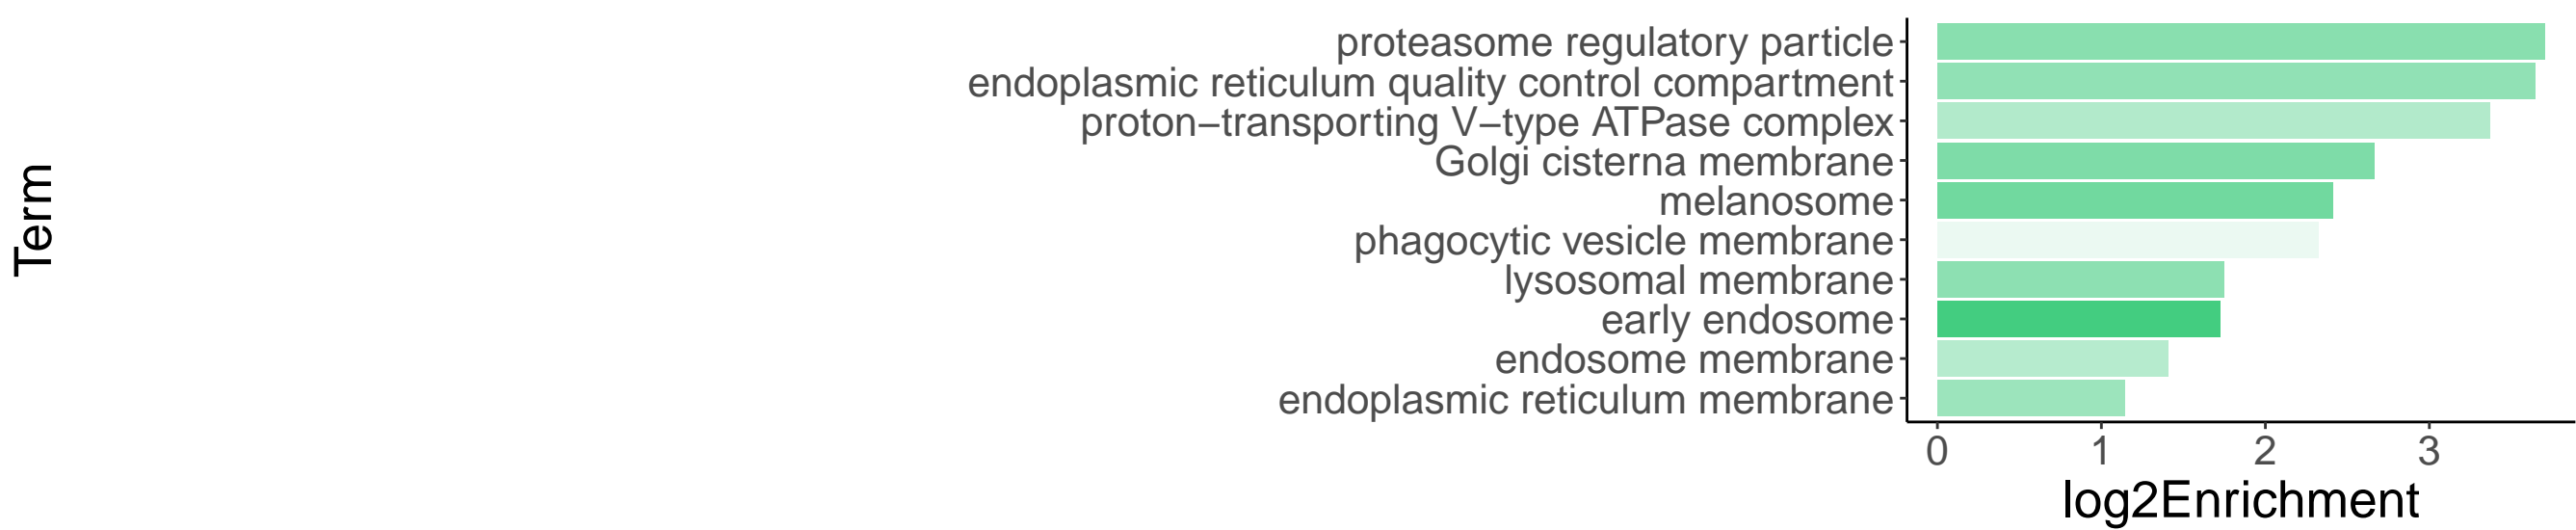 Term
proteasome regulatory particle
endoplasmic reticulum quality control compartment
proton−transporting V−type ATPase complex
Golgi cisterna membrane
melanosome
phagocytic vesicle membrane
lysosomal membrane
early endosome
endosome membrane
endoplasmic reticulum membrane
0 1 2 3
log2Enrichment